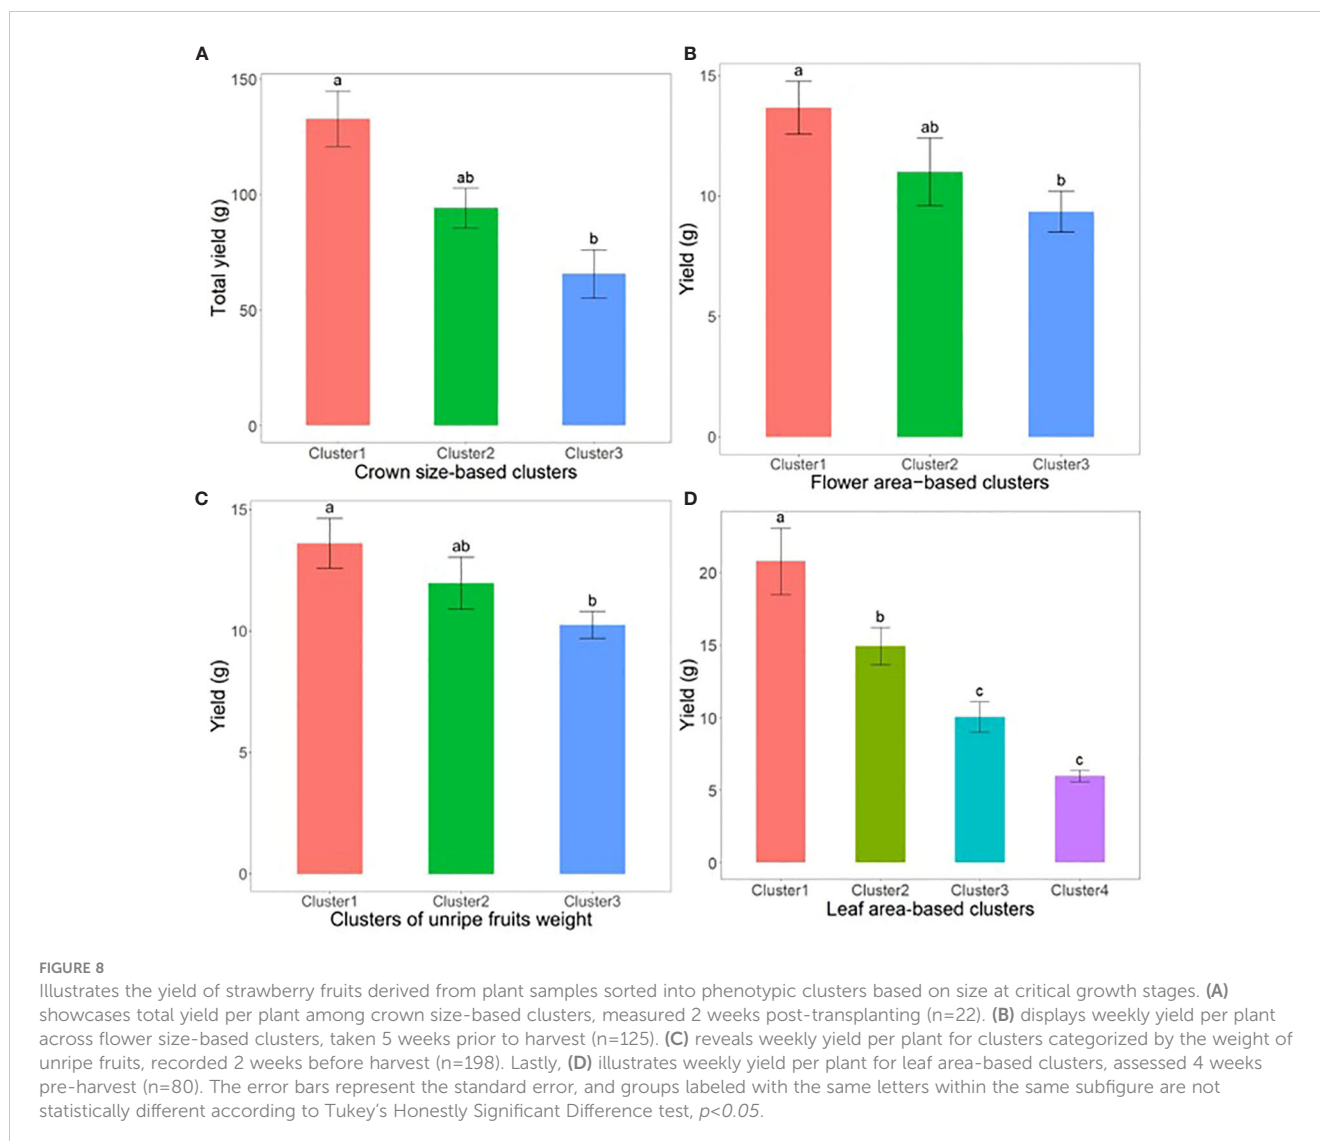 A
150
100
50
0
Total yield (g)
a
ab
b
Cluster1
Cluster2
Cluster3
Crown size-based clusters
B
15
10
5
0
Yield (g)
a
ab
b
Cluster1
Cluster2
Cluster3
Flower area−based clusters
C
15
10
5
0
Yield (g)
a
ab
b
Cluster1
Cluster2
Cluster3
Clusters of unripe fruits weight
D
20
15
10
5
0
Yield (g)
a
b
c
c
Cluster1
Cluster2
Cluster3
Cluster4
Leaf area-based clusters
FIGURE 8
Illustrates the yield of strawberry fruits derived from plant samples sorted into phenotypic clusters based on size at critical growth stages. (A)
showcases total yield per plant among crown size-based clusters, measured 2 weeks post-transplanting (n=22). (B) displays weekly yield per plant
across flower size-based clusters, taken 5 weeks prior to harvest (n=125). (C) reveals weekly yield per plant for clusters categorized by the weight of
unripe fruits, recorded 2 weeks before harvest (n=198). Lastly, (D) illustrates weekly yield per plant for leaf area-based clusters, assessed 4 weeks
pre-harvest (n=80). The error bars represent the standard error, and groups labeled with the same letters within the same subfigure are not
statistically different according to Tukey’s Honestly Significant Difference test, p<0.05.